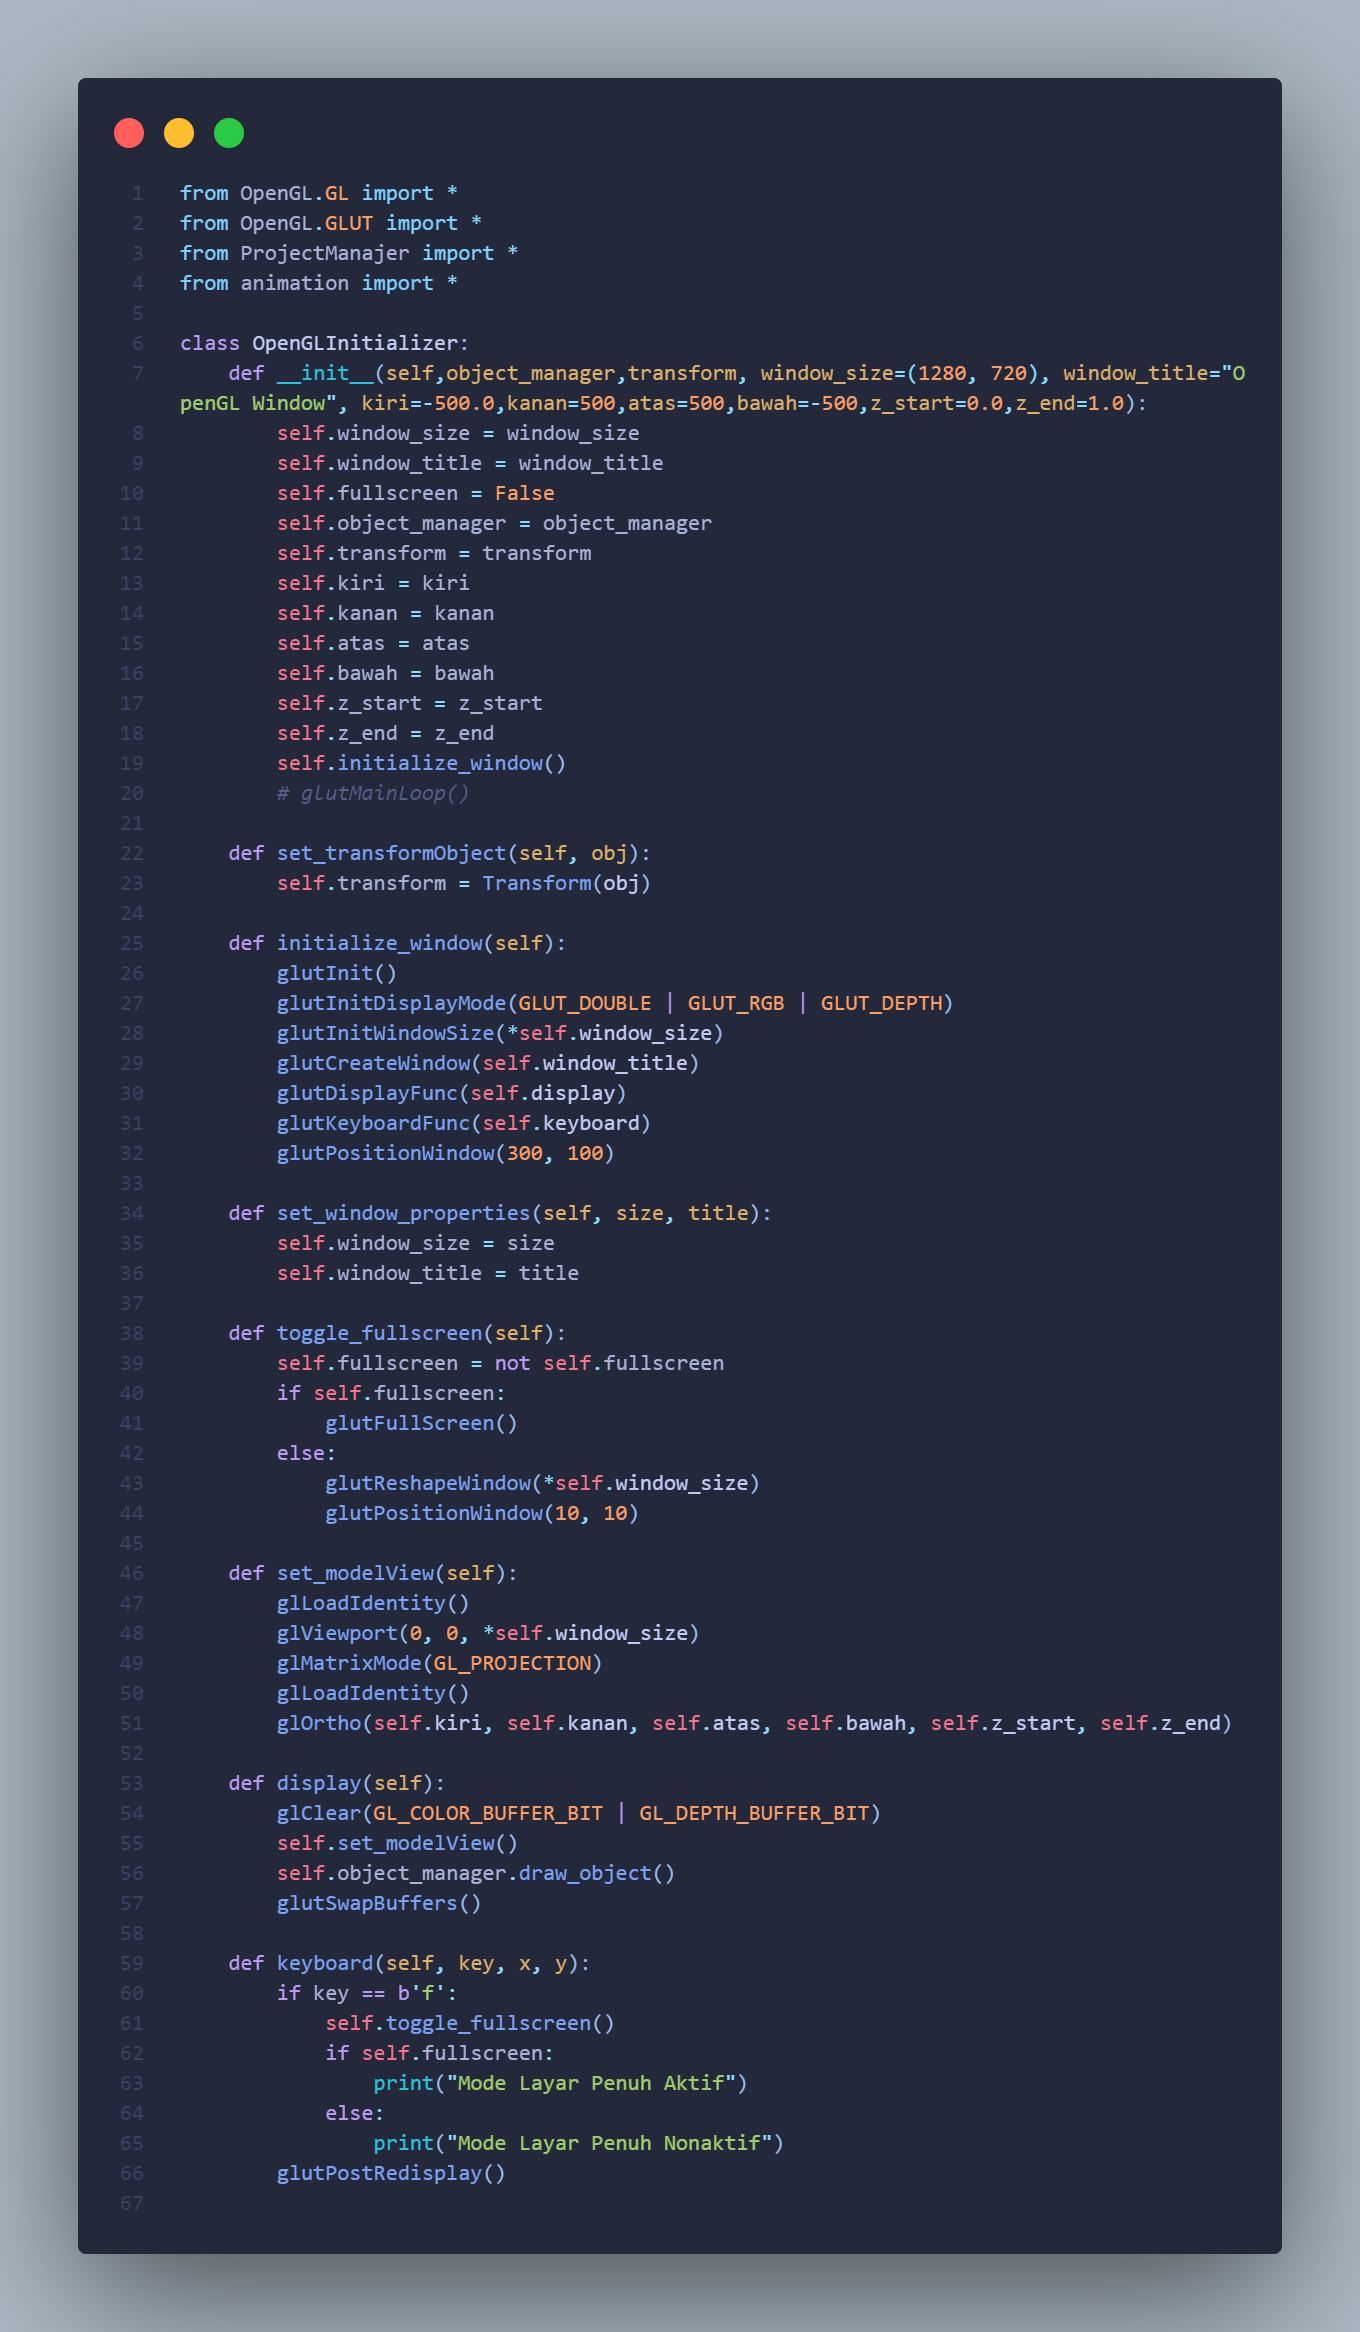 1 from OpenGL.GL import *
2 from OpenGL.GLUT import *
3 from ProjectManajer import *
4 from animation import *
5
6 class OpenGLInitializer:
7     def __init__(self,object_manager,transform, window_size=(1280, 720), window_title="O
penGL Window", kiri=-500.0,kanan=500,atas=500,bawah=-500,z_start=0.0,z_end=1.0):
8         self.window_size = window_size
9         self.window_title = window_title
10         self.fullscreen = False
11         self.object_manager = object_manager
12         self.transform = transform
13         self.kiri = kiri
14         self.kanan = kanan
15         self.atas = atas
16         self.bawah = bawah
17         self.z_start = z_start
18         self.z_end = z_end
19         self.initialize_window()
20         # glutMainLoop()
21
22     def set_transformObject(self, obj):
23         self.transform = Transform(obj)
24
25     def initialize_window(self):
26         glutInit()
27         glutInitDisplayMode(GLUT_DOUBLE | GLUT_RGB | GLUT_DEPTH)
28         glutInitWindowSize(*self.window_size)
29         glutCreateWindow(self.window_title)
30         glutDisplayFunc(self.display)
31         glutKeyboardFunc(self.keyboard)
32         glutPositionWindow(300, 100)
33
34     def set_window_properties(self, size, title):
35         self.window_size = size
36         self.window_title = title
37
38     def toggle_fullscreen(self):
39         self.fullscreen = not self.fullscreen
40         if self.fullscreen:
41             glutFullScreen()
42         else:
43             glutReshapeWindow(*self.window_size)
44             glutPositionWindow(10, 10)
45
46     def set_modelView(self):
47         glLoadIdentity()
48         glViewport(0, 0, *self.window_size)
49         glMatrixMode(GL_PROJECTION)
50         glLoadIdentity()
51         glOrtho(self.kiri, self.kanan, self.atas, self.bawah, self.z_start, self.z_end)
52
53     def display(self):
54         glClear(GL_COLOR_BUFFER_BIT | GL_DEPTH_BUFFER_BIT)
55         self.set_modelView()
56         self.object_manager.draw_object()
57         glutSwapBuffers()
58
59     def keyboard(self, key, x, y):
60         if key == b'f':
61             self.toggle_fullscreen()
62             if self.fullscreen:
63                 print("Mode Layar Penuh Aktif")
64             else:
65                 print("Mode Layar Penuh Nonaktif")
66         glutPostRedisplay()
67